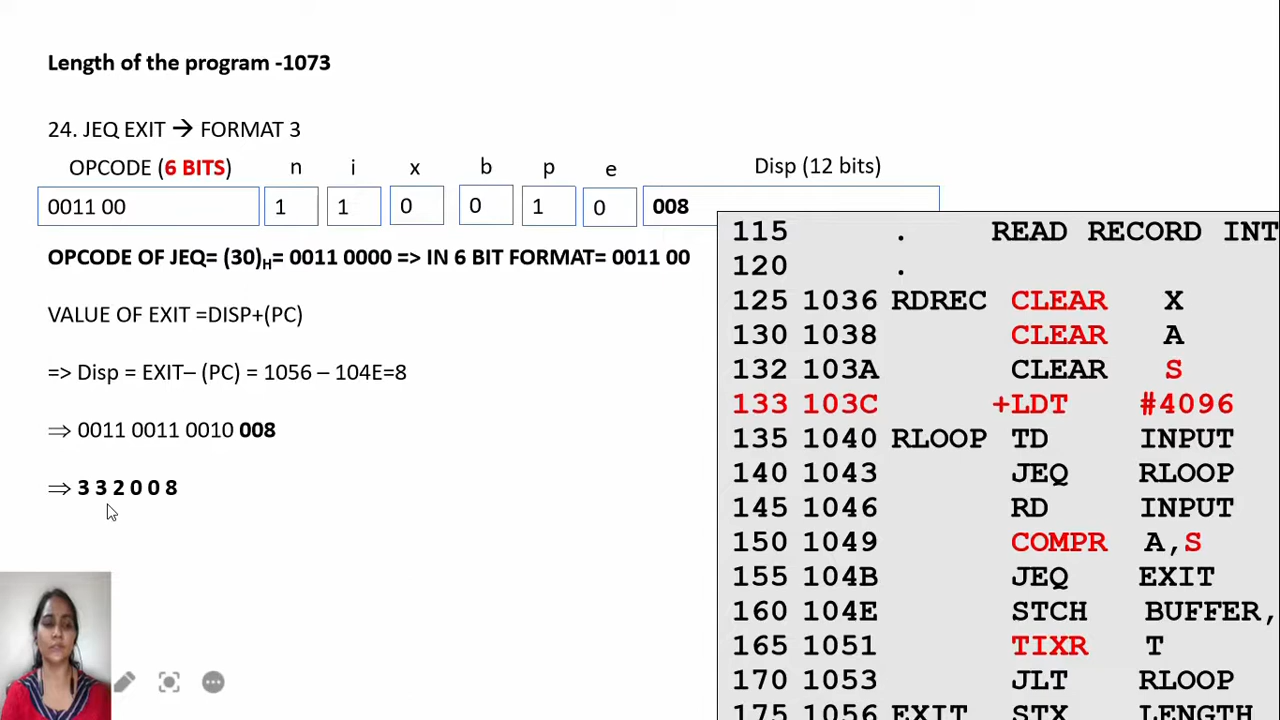 Length of the program -1073
24. JEQ EXIT → FORMAT 3
OPCODE (6 BITS) n i x b p e Disp (12 bits)
0011 00 1 1 0 0 1 0 008
OPCODE OF JEQ= (30)H= 0011 0000 => IN 6 BIT FORMAT= 0011 00
VALUE OF EXIT =DISP+(PC)
=> Disp = EXIT– (PC) = 1056 – 104E=8
⇒ 0011 0011 0010 008
⇒ 3 3 2 0 0 8
115 . READ RECORD INT
120 .
125 1036 RDREC CLEAR X
130 1038 CLEAR A
132 103A CLEAR S
133 103C +LDT #4096
135 1040 RLOOP TD INPUT
140 1043 JEQ RLOOP
145 1046 RD INPUT
150 1049 COMPR A,S
155 104B JEQ EXIT
160 104E STCH BUFFER,
165 1051 TIXR T
170 1053 JLT RLOOP
175 1056 EXIT STX LENGTH